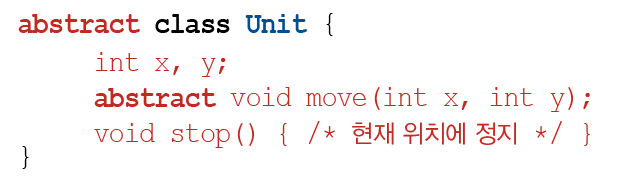 abstract class Unit {
int x, y;
abstract void move(int x, int y);
void stop() { /* 현재 위치에 정지 */ }
}